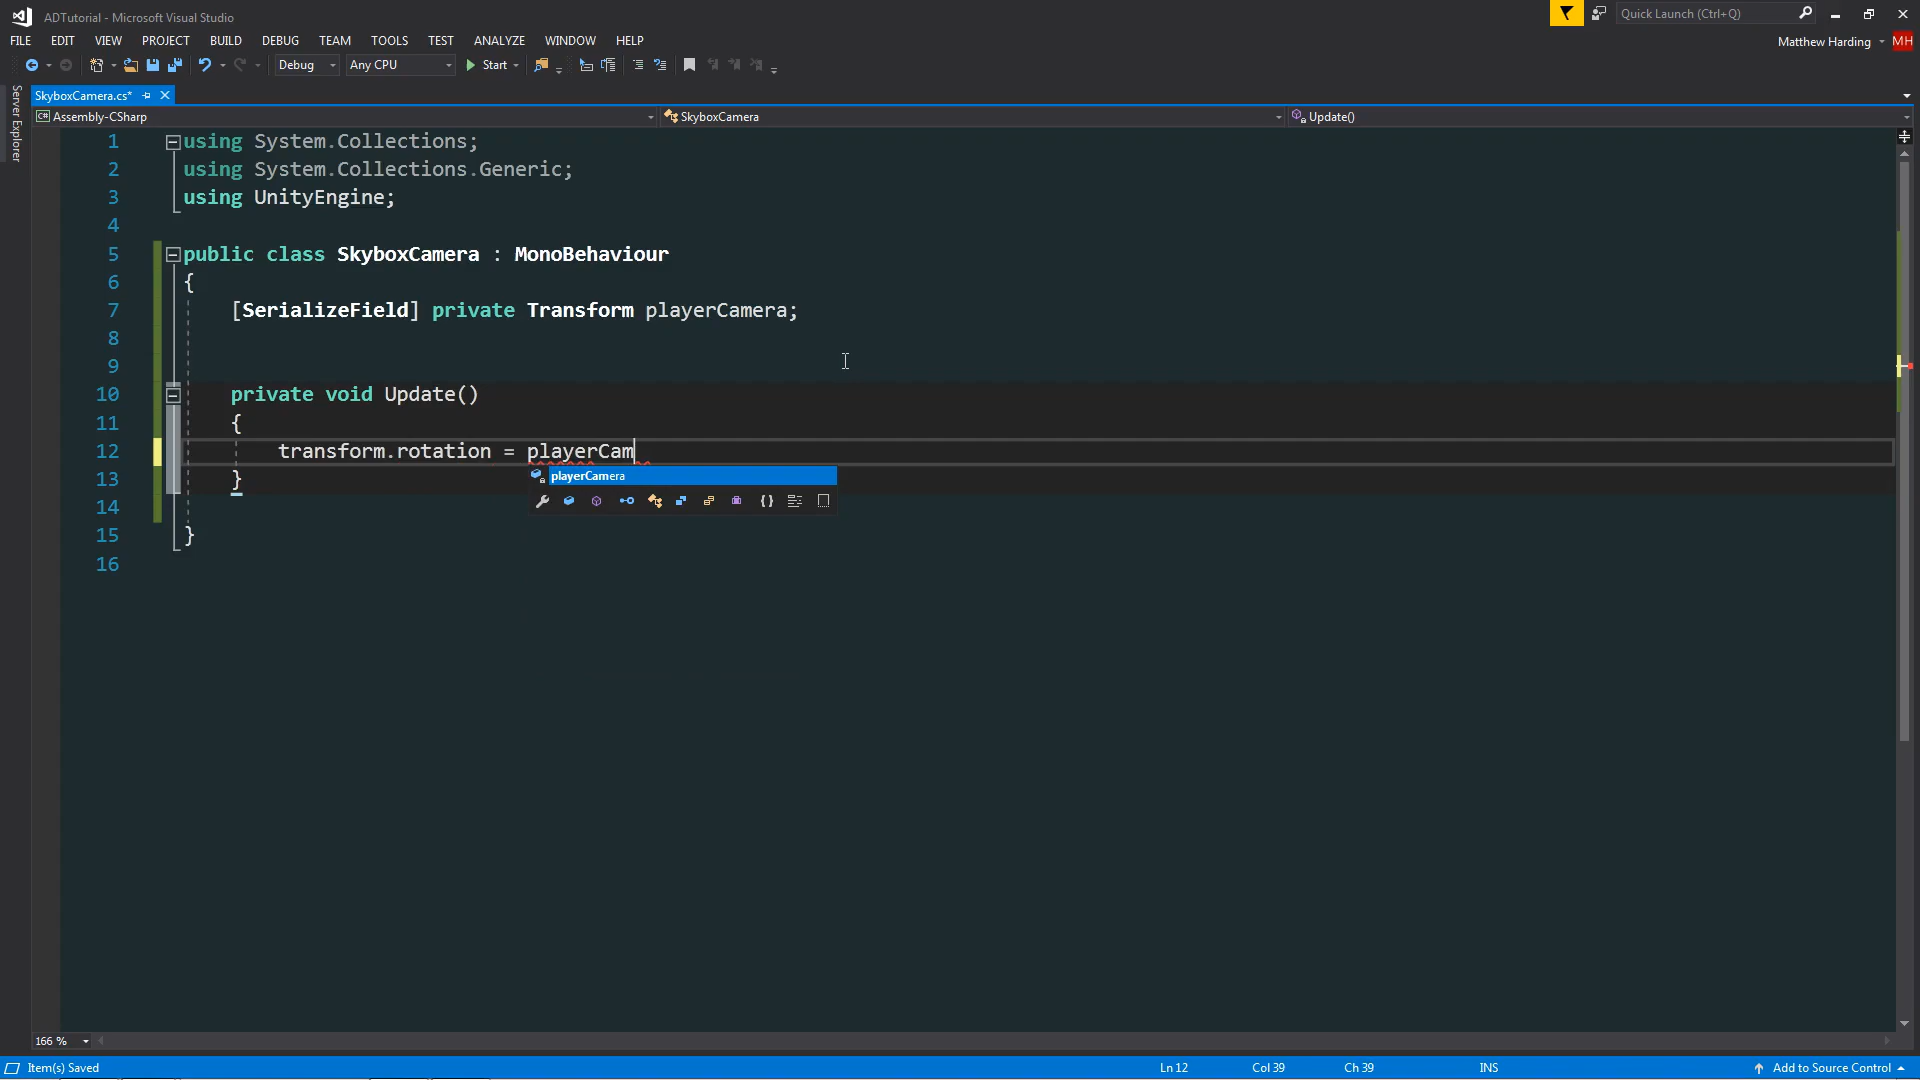 ADTutorial - Microsoft Visual Studio
Quick Launch (Ctrl+Q)
FILE EDIT VIEW PROJECT BUILD DEBUG TEAM TOOLS TEST ANALYZE WINDOW HELP
Matthew Harding MH
Debug Any CPU Start
Server Explorer
SkyboxCamera.cs*
C# Assembly-CSharp SkyboxCamera Update()
1 using System.Collections;
2 using System.Collections.Generic;
3 using UnityEngine;
4
5 public class SkyboxCamera : MonoBehaviour
6 {
7 [SerializeField] private Transform playerCamera;
8
9
10 private void Update()
11 {
12 transform.rotation = playerCam
playerCamera
13 }
14
15 }
16
166 %
Item(s) Saved Ln 12 Col 39 Ch 39 INS Add to Source Control